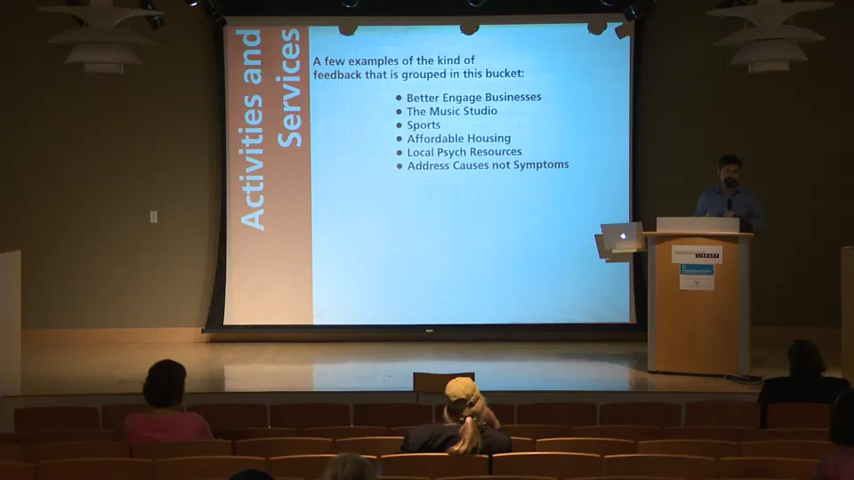 Activities and
Services
A few examples of the kind of
feedback that is grouped in this bucket:
• Better Engage Businesses
• The Music Studio
• Sports
• Affordable Housing
• Local Psych Resources
• Address Causes not Symptoms
LIBRARY